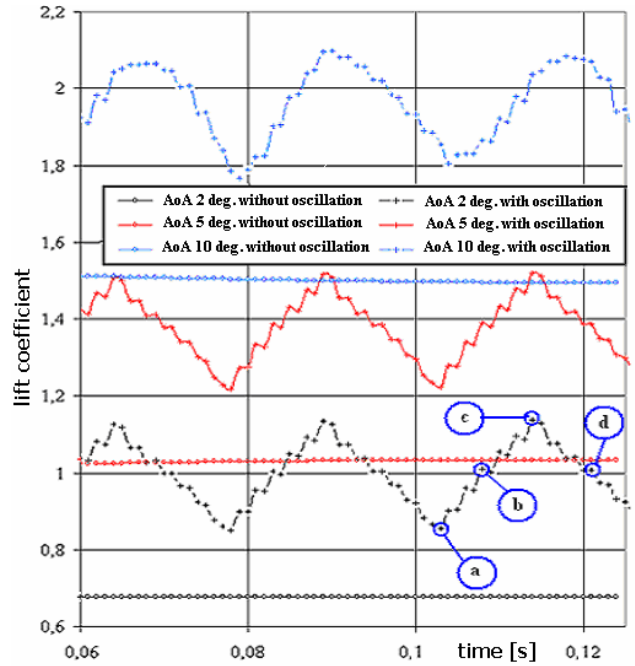 2,2
2
1,8
AoA 2 deg. without oscillation
AoA 2 deg. with oscillation
AoA 5 deg. without oscillation
AoA 5 deg. with oscillation
AoA 10 deg. without oscillation
AoA 10 deg. with oscillation
1,6
1,4
1,2
1
0,8
0,6
lift coefficient
c
d
b
a
0,06
0,08
0,1
0,12
time [s]